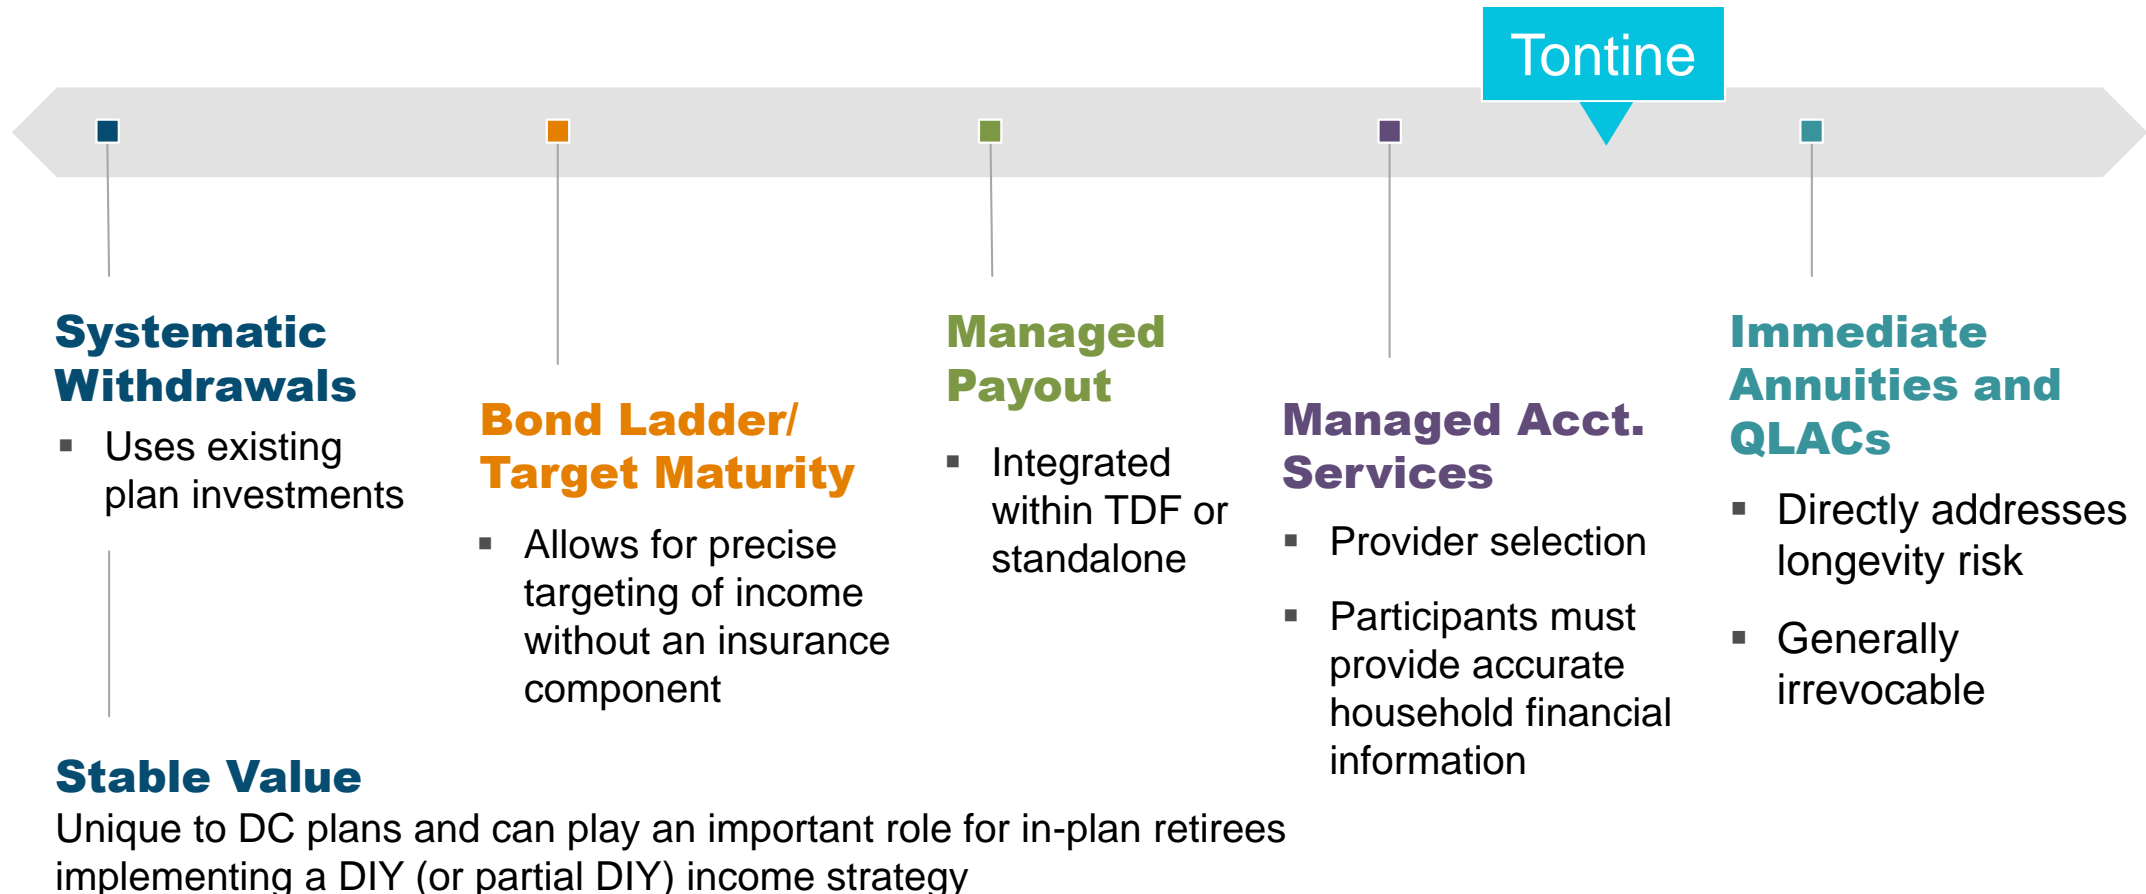 Tontine
Systematic
Withdrawals
▪ Uses existing
plan investments
Stable Value
Unique to DC plans and can play an important role for in-plan retirees
implementing a DIY (or partial DIY) income strategy
Bond Ladder/
Target Maturity
▪ Allows for precise
targeting of income
without an insurance
component
Managed
Payout
▪ Integrated
within TDF or
standalone
Managed Acct.
Services
▪ Provider selection
▪ Participants must
provide accurate
household financial
information
Immediate
Annuities and
QLACs
▪ Directly addresses
longevity risk
▪ Generally
irrevocable